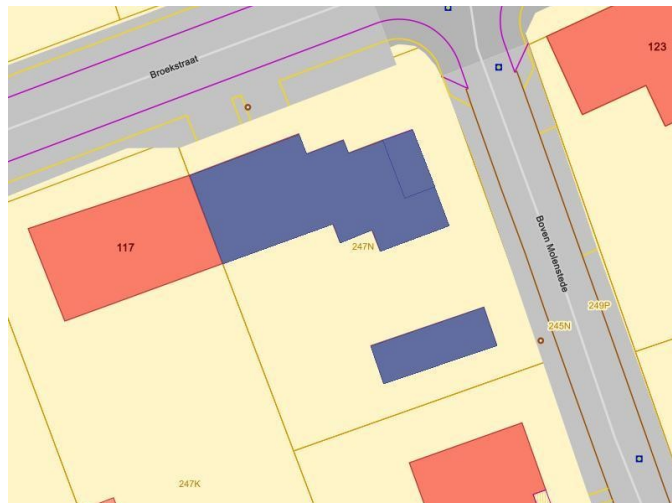 123
Broekstraat
117
247N
Boven Molenstede
249P
245N
247K